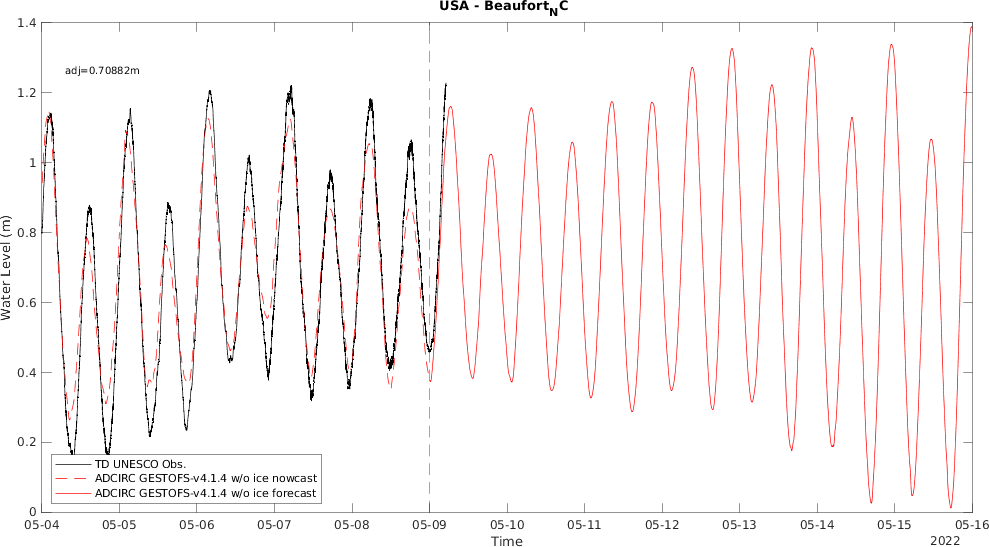 USA - Beaufort_NC
adj=0.70882m
Water Level (m)
1.4
1.2
1
0.8
0.6
0.4
0.2
0
TD UNESCO Obs.
ADCIRC GESTOFS-v4.1.4 w/o ice nowcast
ADCIRC GESTOFS-v4.1.4 w/o ice forecast
05-04 05-05 05-06 05-07 05-08 05-09 05-10 05-11 05-12 05-13 05-14 05-15 05-16
Time
2022